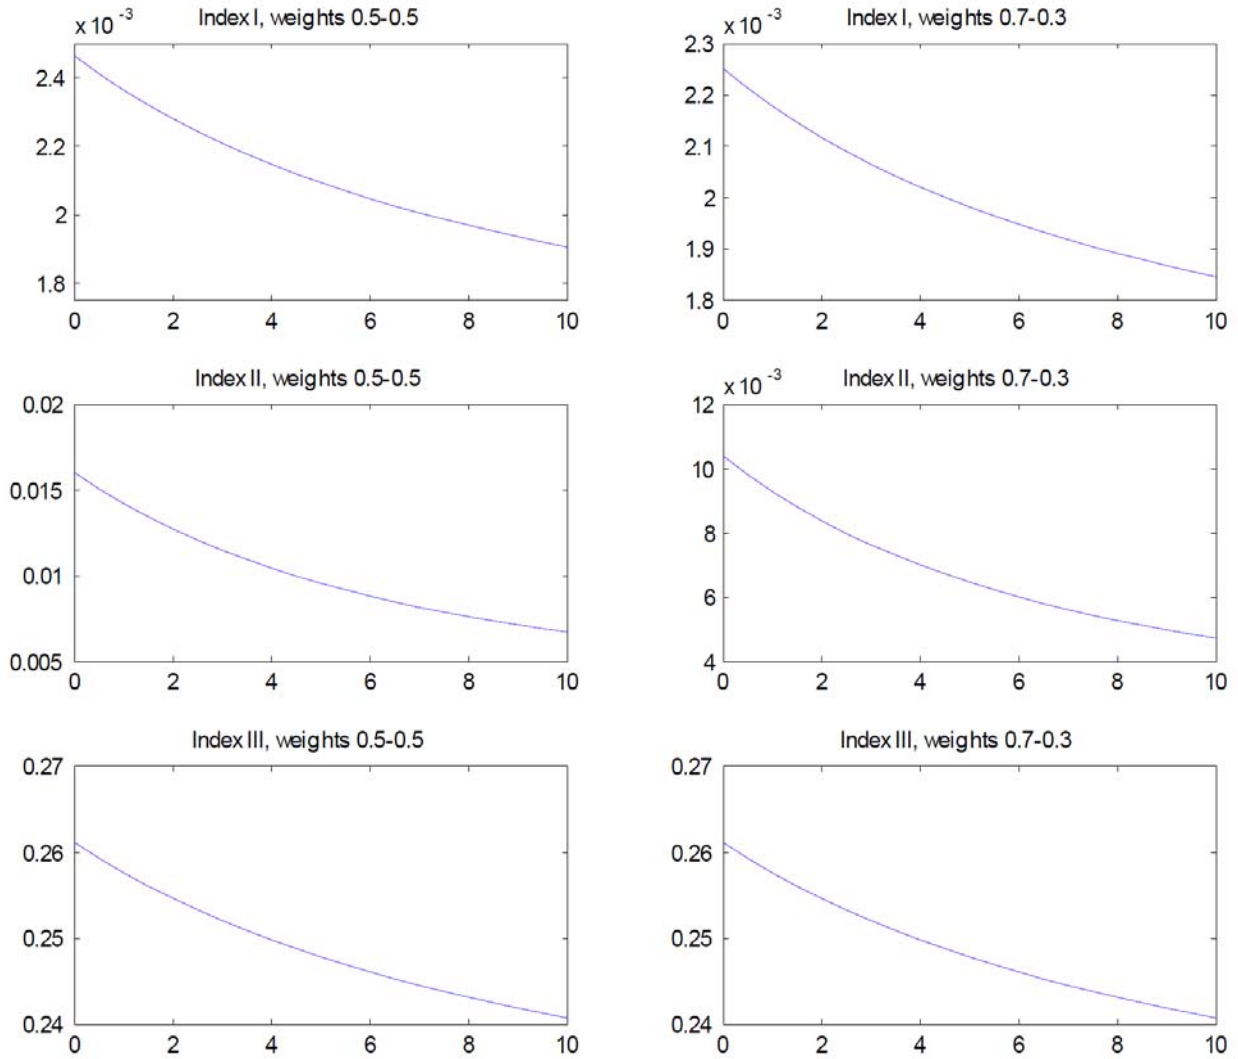 x 10 -3
Index I, weights 0.5-0.5
2.4
2.2
2
1.8
0 2 4 6 8 10
x 10 -3
Index I, weights 0.7-0.3
2.3
2.2
2.1
2
1.9
1.8
0 2 4 6 8 10
Index II, weights 0.5-0.5
0.02
0.015
0.01
0.005
0 2 4 6 8 10
x 10 -3
Index II, weights 0.7-0.3
12
10
8
6
4
0 2 4 6 8 10
Index III, weights 0.5-0.5
0.27
0.26
0.25
0.24
0 2 4 6 8 10
Index III, weights 0.7-0.3
0.27
0.26
0.25
0.24
0 2 4 6 8 10